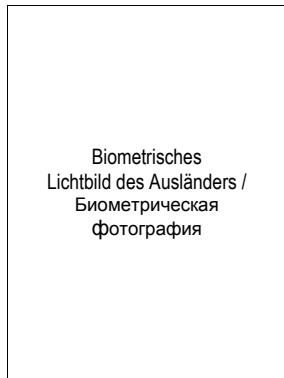 Biometrisches
Lichtbild des Ausländers /
Биометрическая
фотография